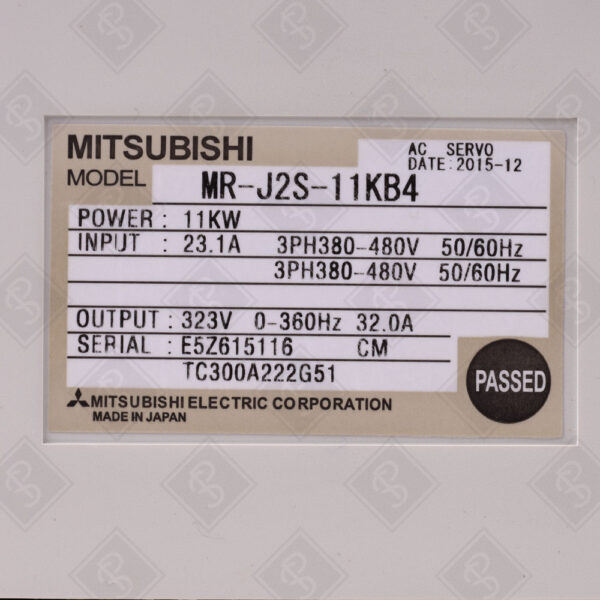 MITSUBISHI
AC SERVO
DATE:2015-12
MODEL MR-J2S-11KB4
POWER : 11KW
INPUT : 23.1A 3PH380-480V 50/60Hz
3PH380-480V 50/60Hz
OUTPUT : 323V 0-360Hz 32.0A
SERIAL : E5Z615116 CM
TC300A222G51
PASSED
MITSUBISHI ELECTRIC CORPORATION
MADE IN JAPAN